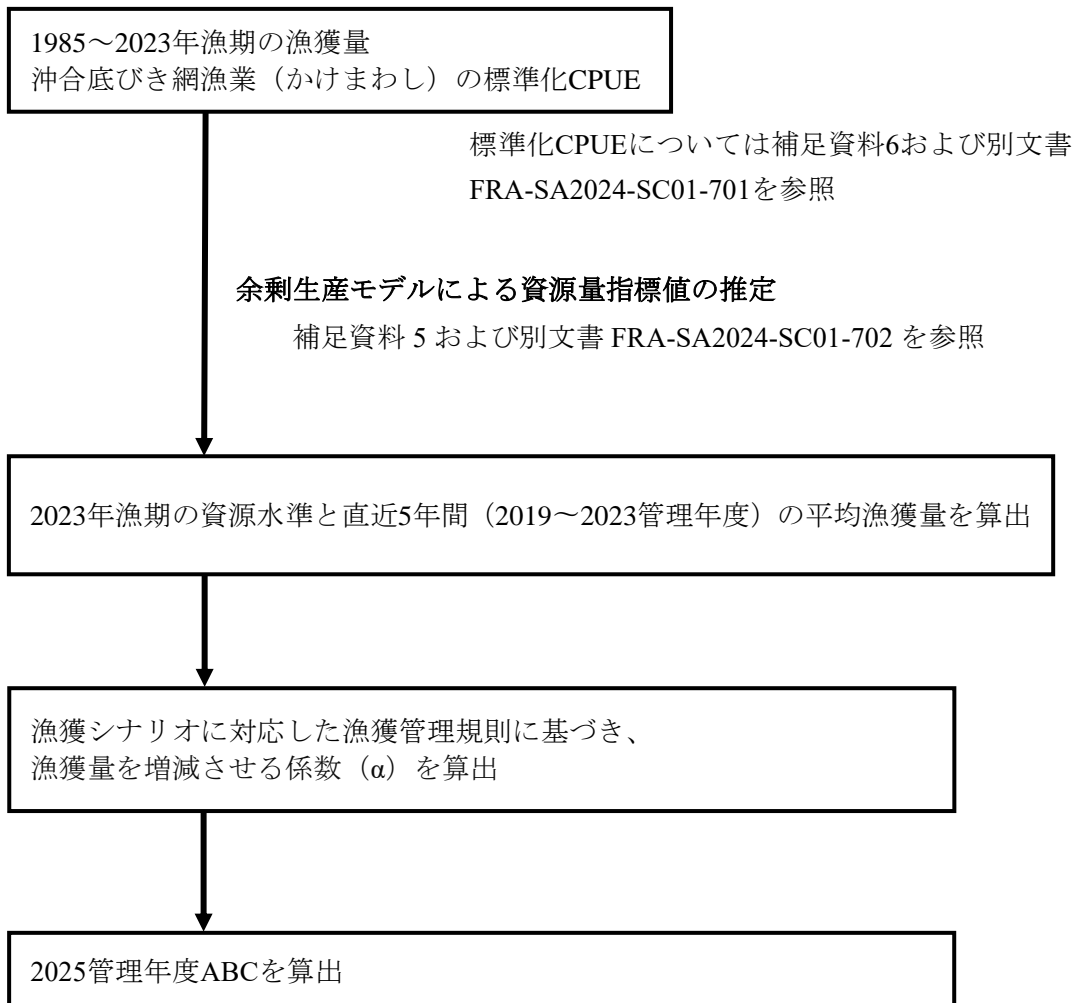 1985～2023年漁期の漁獲量
沖合底びき網漁業（かけまわし）の標準化CPUE
標準化CPUEについては補足資料6および別文書
FRA-SA2024-SC01-701を参照
余剰生産モデルによる資源量指標値の推定
補足資料 5 および別文書 FRA-SA2024-SC01-702 を参照
2023年漁期の資源水準と直近5年間（2019～2023管理年度）の平均漁獲量を算出
漁獲シナリオに対応した漁獲管理規則に基づき、
漁獲量を増減させる係数（α）を算出
2025管理年度ABCを算出